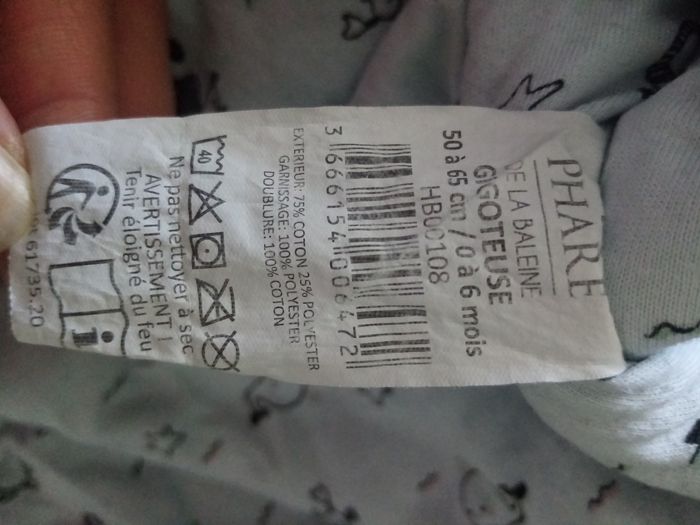 PHARE
DE LA BALEINE
GIGOTEUSE
50 à 65 cm / 0 à 6 mois
HB00108
3 666154 006472
EXTERIEUR: 75% COTON 25% POLYESTER
GARNISSAGE: 100% POLYESTER
DOUBLURE: 100% COTON
40
Ne pas nettoyer à sec
AVERTISSEMENT !
Tenir éloigné du feu
61735.20